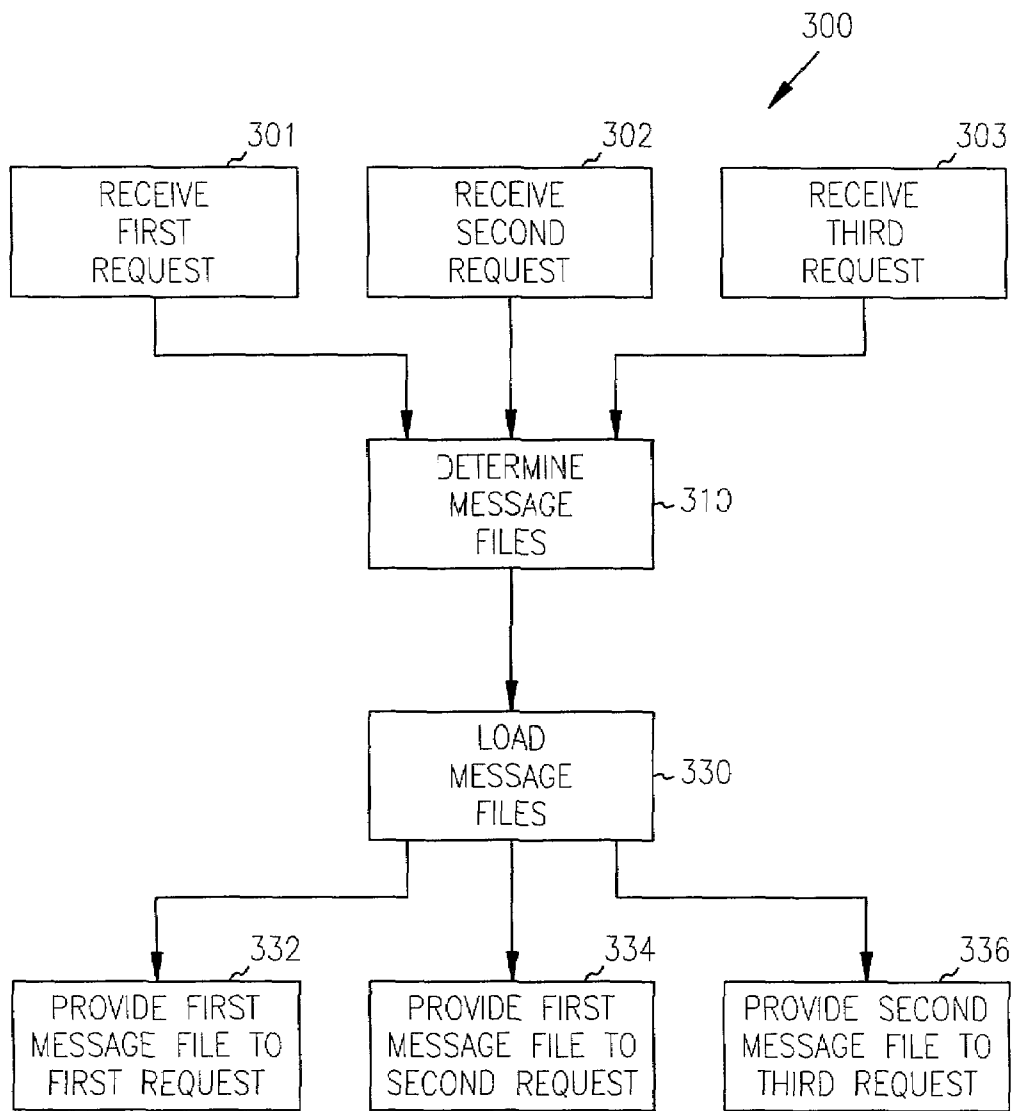 300
301
RECEIVE
FIRST
REQUEST
302
RECEIVE
SECOND
REQUEST
303
RECEIVE
THIRD
REQUEST
DETERMINE
MESSAGE
FILES
310
LOAD
MESSAGE
FILES
330
332
PROVIDE FIRST
MESSAGE FILE TO
FIRST REQUEST
334
PROVIDE FIRST
MESSAGE FILE TO
SECOND REQUEST
336
PROVIDE SECOND
MESSAGE FILE TO
THIRD REQUEST